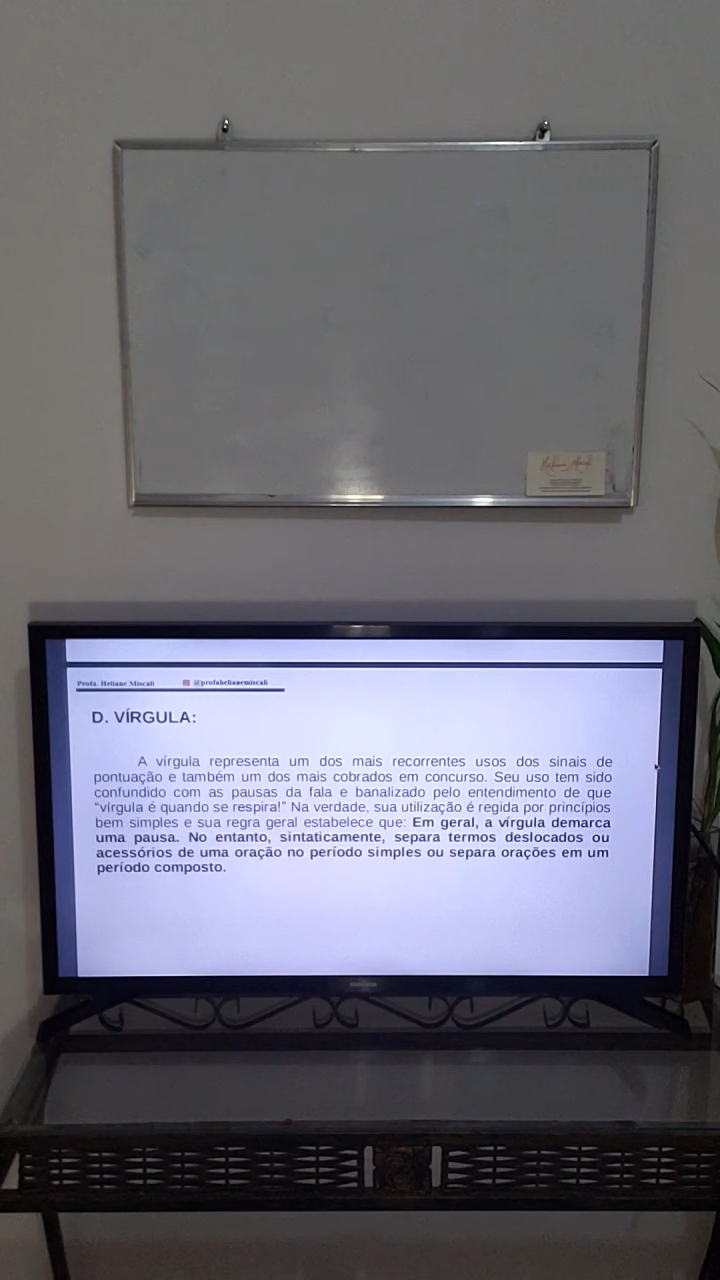 Profa. Heliane Miscali @profahelianemiscali
D. VÍRGULA:
A vírgula representa um dos mais recorrentes usos dos sinais de
pontuação e também um dos mais cobrados em concurso. Seu uso tem sido
confundido com as pausas da fala e banalizado pelo entendimento de que
"vírgula é quando se respira!" Na verdade, sua utilização é regida por princípios
bem simples e sua regra geral estabelece que: Em geral, a vírgula demarca
uma pausa. No entanto, sintaticamente, separa termos deslocados ou
acessórios de uma oração no período simples ou separa orações em um
período composto.